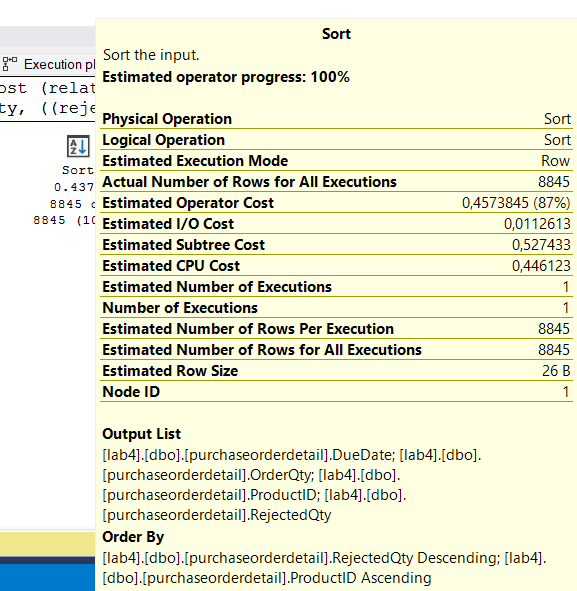 Sort
Sort the input.
Estimated operator progress: 100%
Physical Operation Sort
Logical Operation Sort
Estimated Execution Mode Row
Actual Number of Rows for All Executions 8845
Estimated Operator Cost 0,4573845 (87%)
Estimated I/O Cost 0,0112613
Estimated Subtree Cost 0,527433
Estimated CPU Cost 0,446123
Estimated Number of Executions 1
Number of Executions 1
Estimated Number of Rows Per Execution 8845
Estimated Number of Rows for All Executions 8845
Estimated Row Size 26 B
Node ID 1
Output List
[lab4].[dbo].[purchaseorderdetail].DueDate; [lab4].[dbo].
[purchaseorderdetail].OrderQty; [lab4].[dbo].
[purchaseorderdetail].ProductID; [lab4].[dbo].
[purchaseorderdetail].RejectedQty
Order By
[lab4].[dbo].[purchaseorderdetail].RejectedQty Descending; [lab4].
[dbo].[purchaseorderdetail].ProductID Ascending
Execution pl
ost (relat
ty, ((reje
Sort
0.437
8845 o
8845 (10